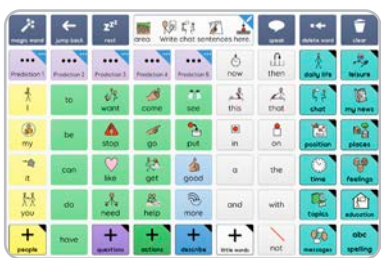 magic word jump back rest area Write chat sentences here. speak delete word clear
Prediction 1 Prediction 2 Prediction 3 Prediction 4 Prediction 5 now then daily life leisure
I to want come see this that chat my news
my be stop go put in on position places
it can like get good a the time feelings
you do need help more and with topics education
people have questions actions describe little words not messages abc spelling